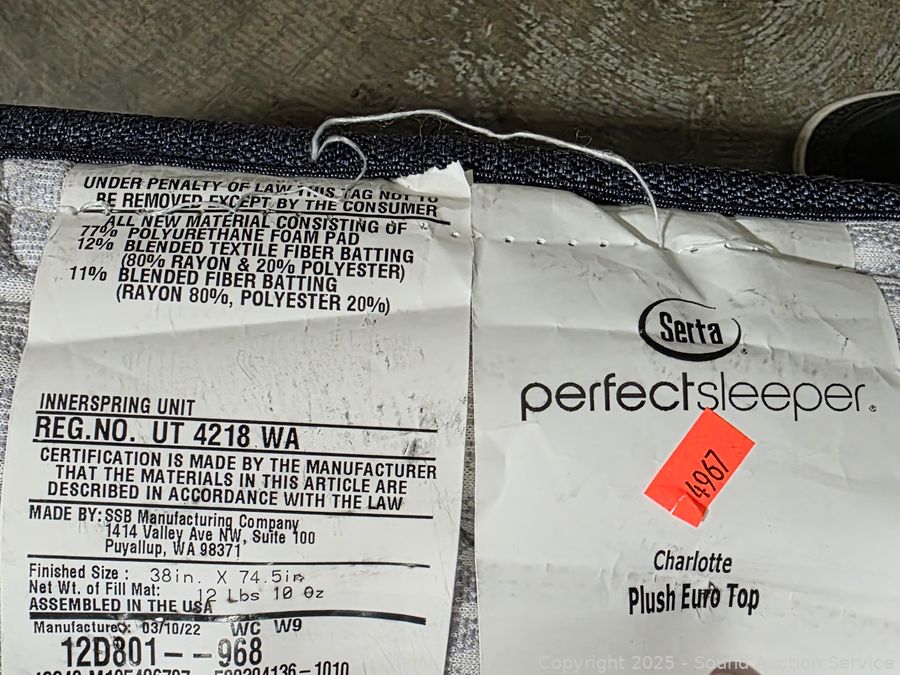 UNDER PENALTY OF LAW THIS TAG NOT TO
BE REMOVED EXCEPT BY THE CONSUMER
ALL NEW MATERIAL CONSISTING OF
77% POLYURETHANE FOAM PAD
12% BLENDED TEXTILE FIBER BATTING
(80% RAYON & 20% POLYESTER)
11% BLENDED FIBER BATTING
(RAYON 80%, POLYESTER 20%)
INNERSPRING UNIT
REG.NO. UT 4218 WA
CERTIFICATION IS MADE BY THE MANUFACTURER
THAT THE MATERIALS IN THIS ARTICLE ARE
DESCRIBED IN ACCORDANCE WITH THE LAW
MADE BY: SSB Manufacturing Company
1414 Valley Ave NW, Suite 100
Puyallup, WA 98371
Finished Size : 38in. X 74.5in
Net Wt. of Fill Mat: 12 Lbs 10 Oz
ASSEMBLED IN THE USA
Manufactured: 03/10/22 WC W9
12D801--968
Serta®
perfectsleeper®
4967
Charlotte
Plush Euro Top
Copyright 2025 - Sound Auction Service